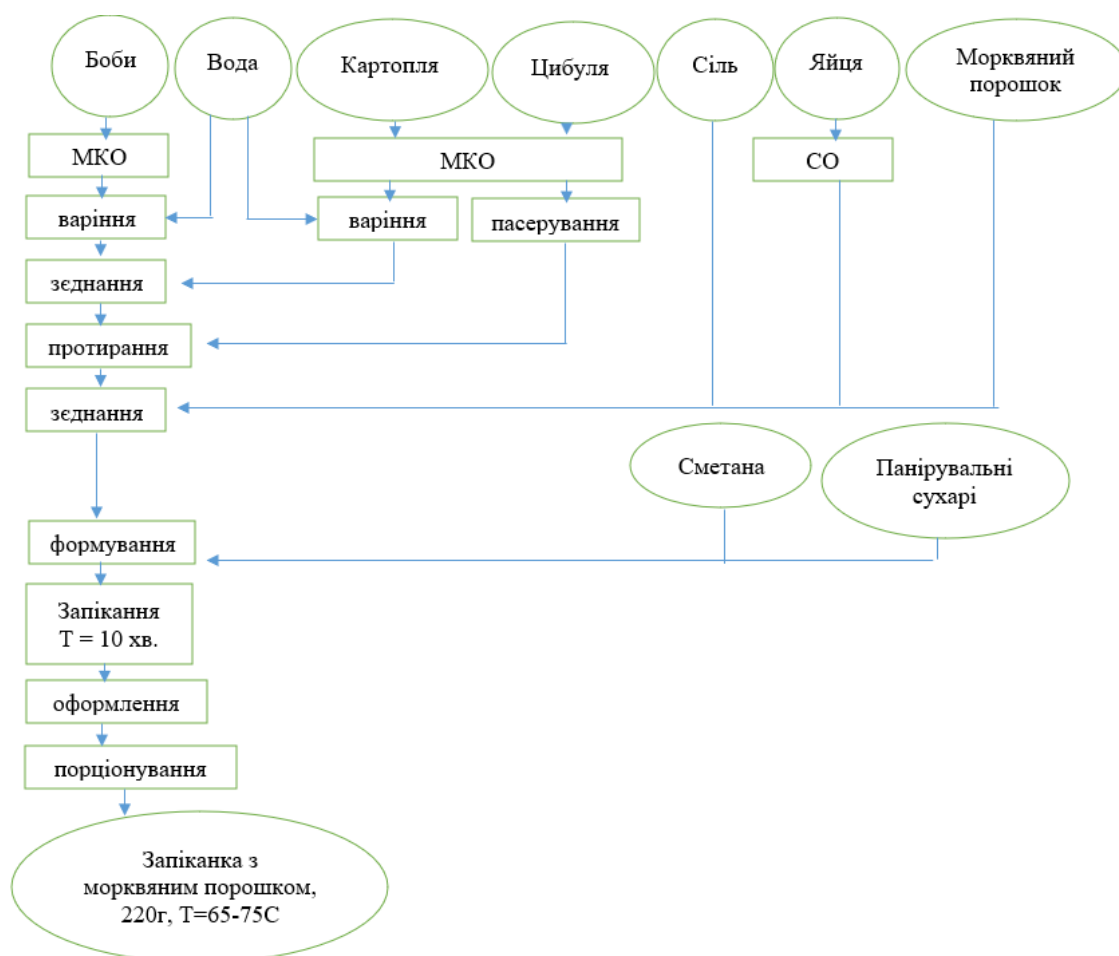 Боби
Вода
Картопля
Цибуля
Сіль
Яйця
Морквяний
порошок
МКО
МКО
СО
варіння
варіння
пасерування
зєднання
протирання
зєднання
Сметана
Панірувальні
сухарі
формування
Запікання
Т = 10 хв.
оформлення
порціонування
Запіканка з
морквяним порошком,
220г, Т=65-75С